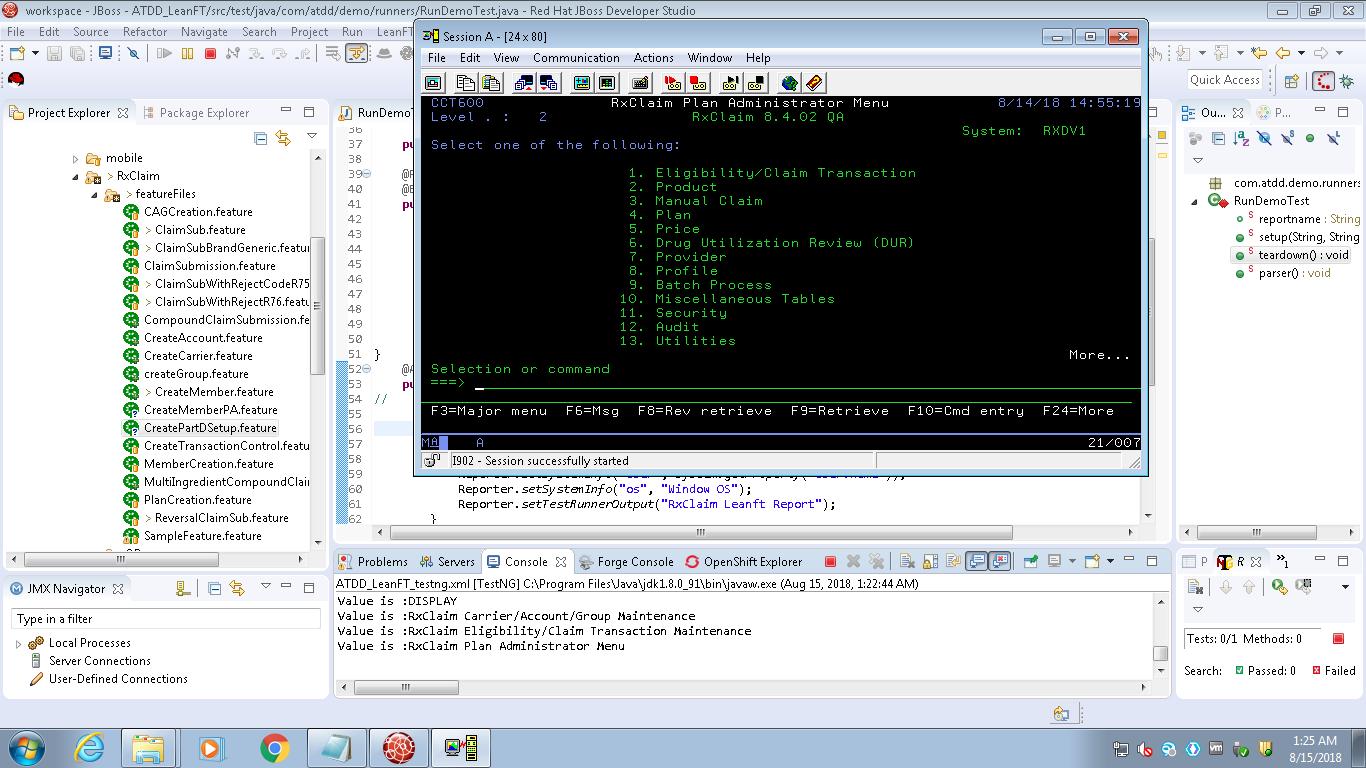 workspace - JBoss - ATDD_LeanFT/src/test/java/com/atdd/demo/runners/RunDemoTest.java - Red Hat JBoss Developer Studio
File Edit Source Refactor Navigate Search Project Run LeanFT
Quick Access
Project Explorer
Package Explorer
mobile
> RxClaim
> featureFiles
CAGCreation.feature
> ClaimSub.feature
> ClaimSubBrandGeneric.featu
ClaimSubmission.feature
> ClaimSubWithRejectCodeR75
> ClaimSubWithRejectR76.featu
CompoundClaimSubmission.fe
CreateAccount.feature
CreateCarrier.feature
createGroup.feature
> CreateMember.feature
CreateMemberPA.feature
CreatePartDSetup.feature
CreateTransactionControl.featu
MemberCreation.feature
MultiIngredientCompoundClai
PlanCreation.feature
> ReversalClaimSub.feature
SampleFeature.feature
JMX Navigator
Type in a filter
Local Processes
Server Connections
User-Defined Connections
RunDemo
36
37 pu
38
39 @
40 @
41 pu
42
43
44
45
46
47
48
49
50
51 }
52 @A
53 pu
54 //
55
56
57
58
59
60 Reporter.setSystemInfo("os", "Window OS");
61 Reporter.setTestRunnerOutput("RxClaim Leanft Report");
62 }
Session A - [24 x 80]
File Edit View Communication Actions Window Help
CCT600 RxClaim Plan Administrator Menu 8/14/18 14:55:19
Level . : 2 RxClaim 8.4.02 QA
System: RXDV1
Select one of the following:
1. Eligibility/Claim Transaction
2. Product
3. Manual Claim
4. Plan
5. Price
6. Drug Utilization Review (DUR)
7. Provider
8. Profile
9. Batch Process
10. Miscellaneous Tables
11. Security
12. Audit
13. Utilities
More...
Selection or command
===>
F3=Major menu F6=Msg F8=Rev retrieve F9=Retrieve F10=Cmd entry F24=More
MA A 21/007
I902 - Session successfully started
Ou...
P...
com.atdd.demo.runners
RunDemoTest
reportname : String
setup(String, String
teardown() : void
parser() : void
Problems Servers Console Forge Console OpenShift Explorer
ATDD_LeanFT_testng.xml [TestNG] C:\Program Files\Java\jdk1.8.0_91\bin\javaw.exe (Aug 15, 2018, 1:22:44 AM)
Value is :DISPLAY
Value is :RxClaim Carrier/Account/Group Maintenance
Value is :RxClaim Eligibility/Claim Transaction Maintenance
Value is :RxClaim Plan Administrator Menu
P R
Tests: 0/1 Methods: 0
Search: Passed: 0 Failed
1:25 AM
8/15/2018